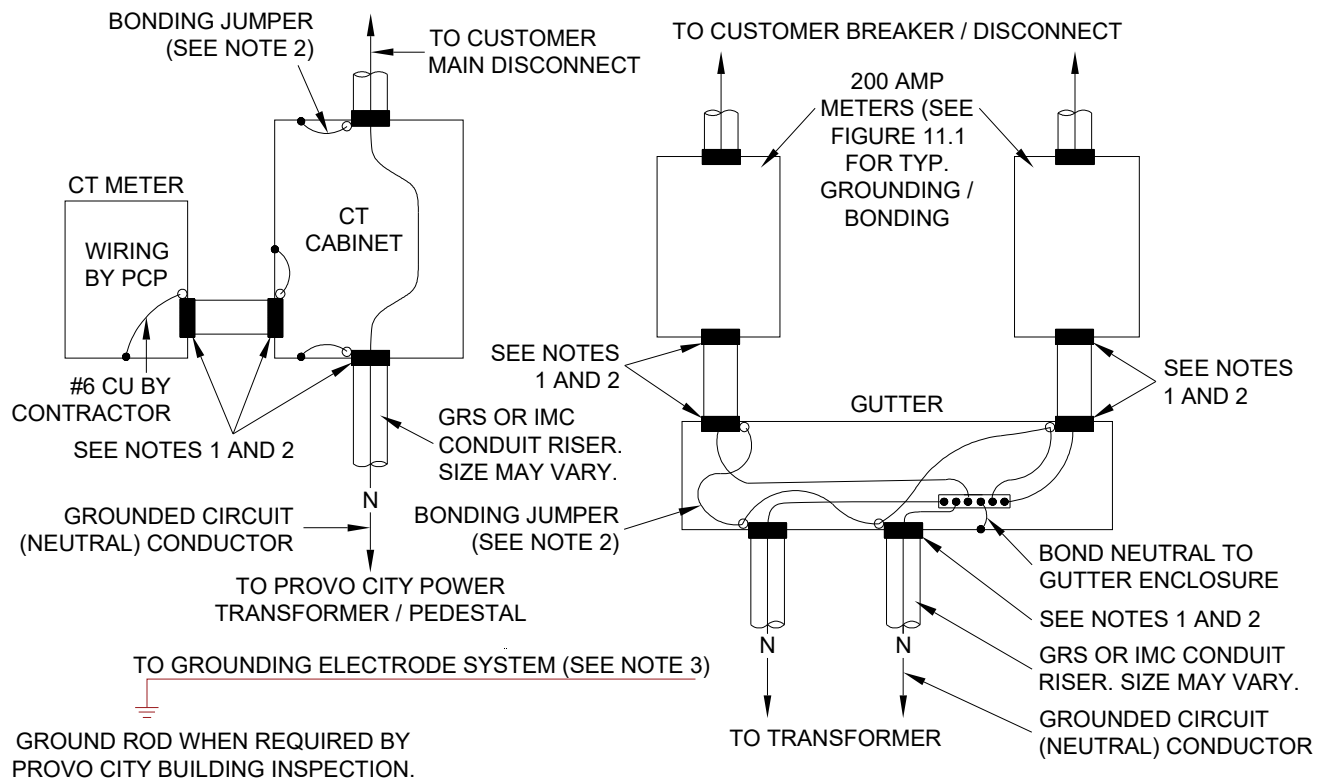 BONDING JUMPER
(SEE NOTE 2)
TO CUSTOMER
MAIN DISCONNECT
CT METER
WIRING
BY PCP
CT
CABINET
#6 CU BY
CONTRACTOR
SEE NOTES 1 AND 2
GRS OR IMC
CONDUIT RISER.
SIZE MAY VARY.
N
GROUNDED CIRCUIT
(NEUTRAL) CONDUCTOR
TO PROVO CITY POWER
TRANSFORMER / PEDESTAL
TO CUSTOMER BREAKER / DISCONNECT
200 AMP
METERS (SEE
FIGURE 11.1
FOR TYP.
GROUNDING /
BONDING
SEE NOTES
1 AND 2
SEE NOTES
1 AND 2
GUTTER
BONDING JUMPER
(SEE NOTE 2)
BOND NEUTRAL TO
GUTTER ENCLOSURE
SEE NOTES 1 AND 2
N
N
GRS OR IMC CONDUIT
RISER. SIZE MAY VARY.
TO TRANSFORMER
GROUNDED CIRCUIT
(NEUTRAL) CONDUCTOR
TO GROUNDING ELECTRODE SYSTEM (SEE NOTE 3)
GROUND ROD WHEN REQUIRED BY
PROVO CITY BUILDING INSPECTION.